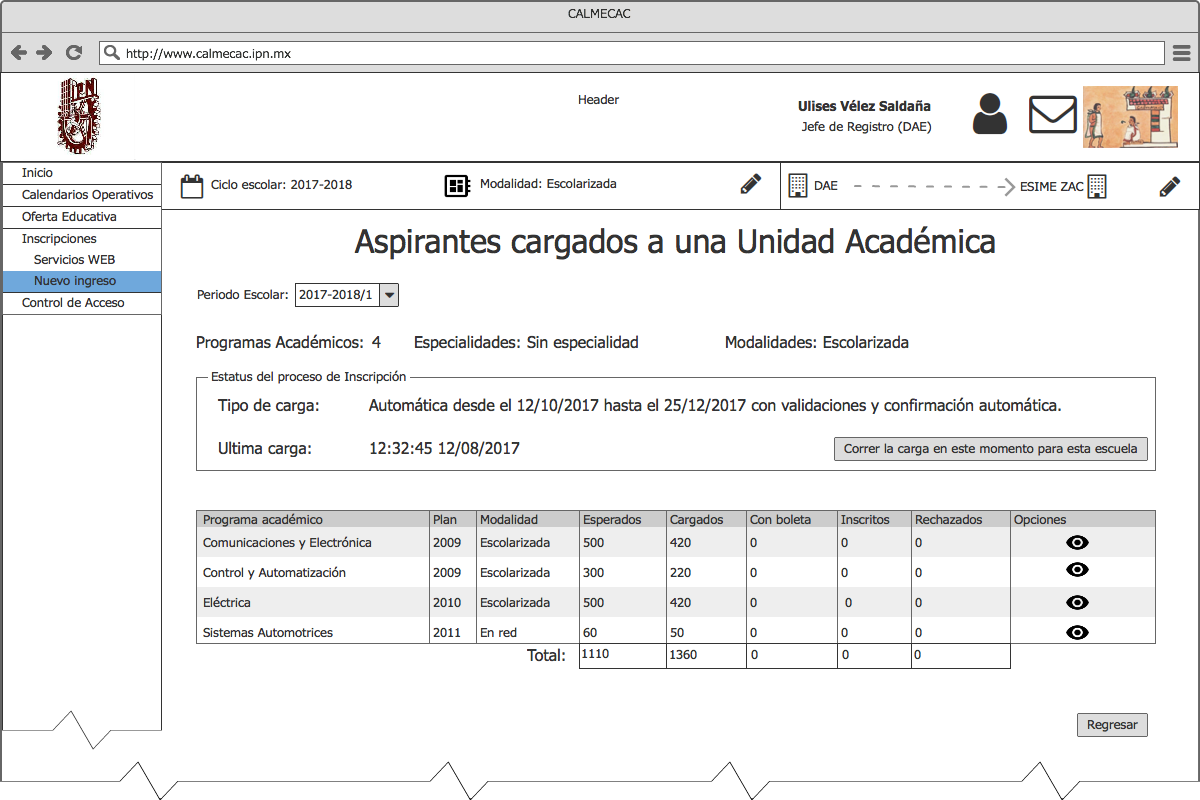 CALMECAC
http://www.calmecac.ipn.mx
IPN
Header
Ulises Vélez Saldaña
Jefe de Registro (DAE)
Inicio
Calendarios Operativos
Oferta Educativa
Inscripciones
Servicios WEB
Nuevo ingreso
Control de Acceso
Ciclo escolar: 2017-2018 Modalidad: Escolarizada DAE ESIME ZAC
Aspirantes cargados a una Unidad Académica
Periodo Escolar: 2017-2018/1
Programas Académicos: 4 Especialidades: Sin especialidad Modalidades: Escolarizada
Estatus del proceso de Inscripción
Tipo de carga: Automática desde el 12/10/2017 hasta el 25/12/2017 con validaciones y confirmación automática.
Ultima carga: 12:32:45 12/08/2017 Correr la carga en este momento para esta escuela
Programa académico Plan Modalidad Esperados Cargados Con boleta Inscritos Rechazados Opciones
Comunicaciones y Electrónica 2009 Escolarizada 500 420 0 0 0
Control y Automatización 2009 Escolarizada 300 220 0 0 0
Eléctrica 2010 Escolarizada 500 420 0 0 0
Sistemas Automotrices 2011 En red 60 50 0 0 0
Total: 1110 1360 0 0 0
Regresar